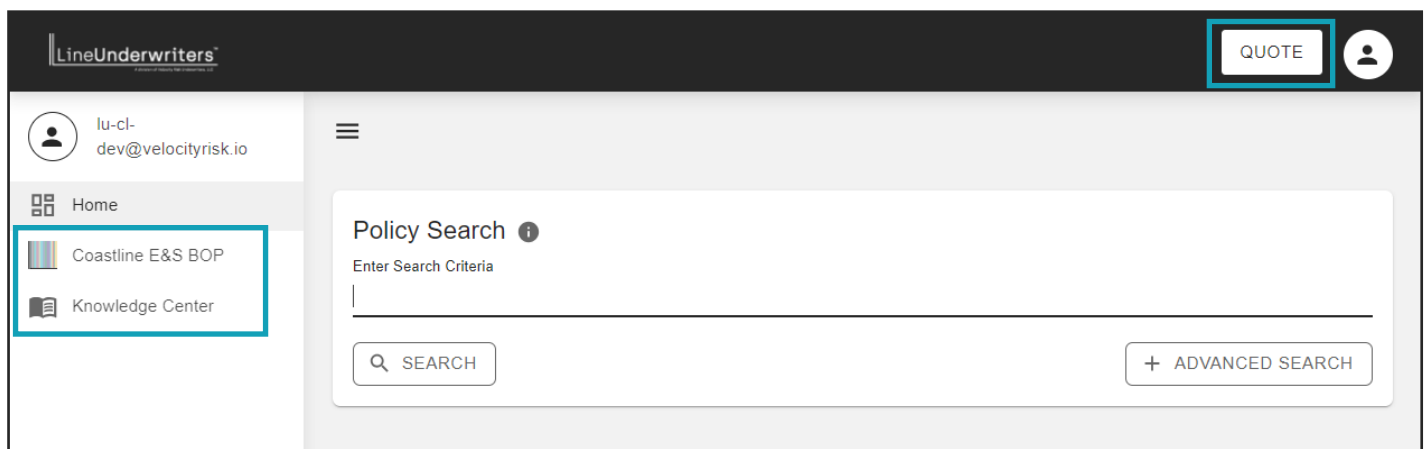 LineUnderwriters
QUOTE
lu-cl-
dev@velocityrisk.io
Home
Coastline E&S BOP
Knowledge Center
Policy Search
Enter Search Criteria
SEARCH
+ ADVANCED SEARCH